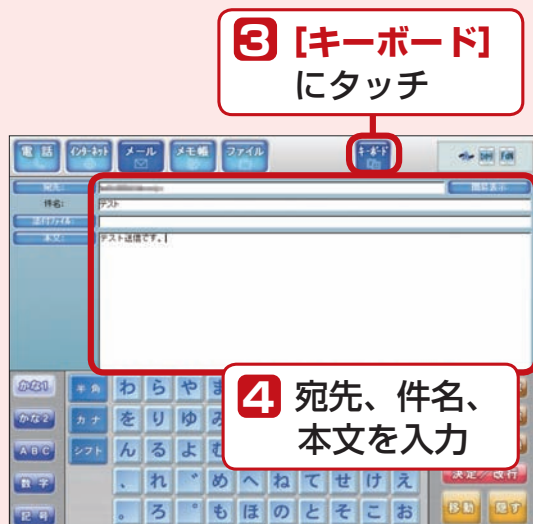 3 [キーボード]
にタッチ
電話 インターネット メール メモ帳 ファイル キーボード
宛先:
件名: テスト
添付ファイル:
本文: テスト送信です。
4 宛先、件名、
本文を入力
かな1 半角 わ ら や ま
かな2 カナ を り ゆ み
ABC シフト ん る よ む
数字 、 れ ゛ め へ ね て せ け え
決定/改行
記号 。 ろ ゜ も ほ の と そ こ お
移動 隠す